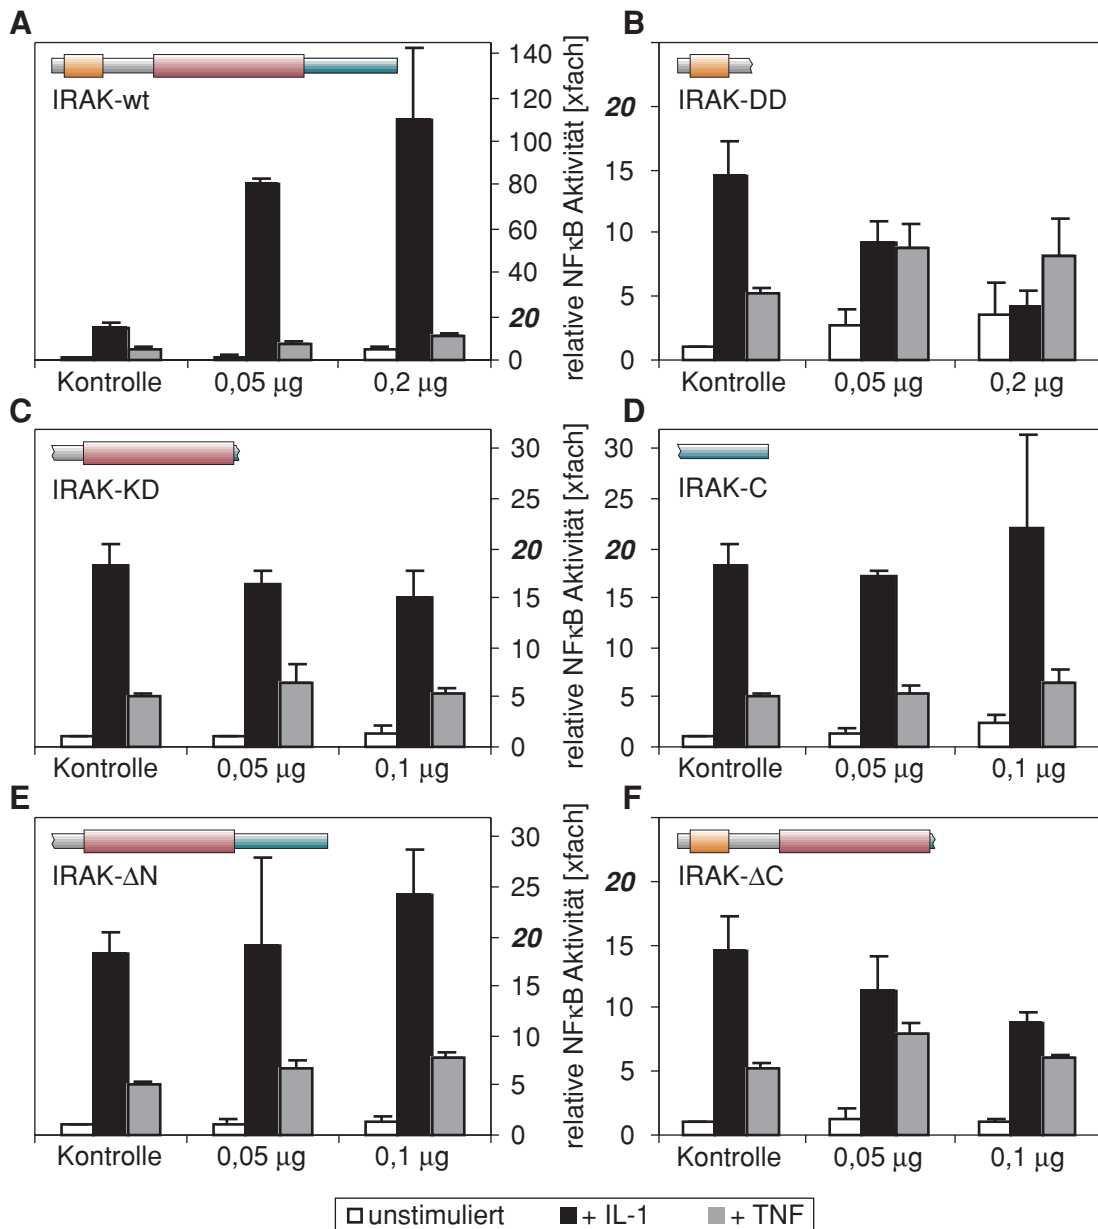 A
IRAK-wt
140
120
100
80
60
40
20
0
relative NFκB Aktivität [xfach]
Kontrolle 0,05 µg 0,2 µg
B
IRAK-DD
20
15
10
5
0
Kontrolle 0,05 µg 0,2 µg
C
IRAK-KD
30
25
20
15
10
5
0
relative NFκB Aktivität [xfach]
Kontrolle 0,05 µg 0,1 µg
D
IRAK-C
30
25
20
15
10
5
0
Kontrolle 0,05 µg 0,1 µg
E
IRAK-ΔN
30
25
20
15
10
5
0
relative NFκB Aktivität [xfach]
Kontrolle 0,05 µg 0,1 µg
F
IRAK-ΔC
20
15
10
5
0
Kontrolle 0,05 µg 0,1 µg
unstimuliert + IL-1 + TNF